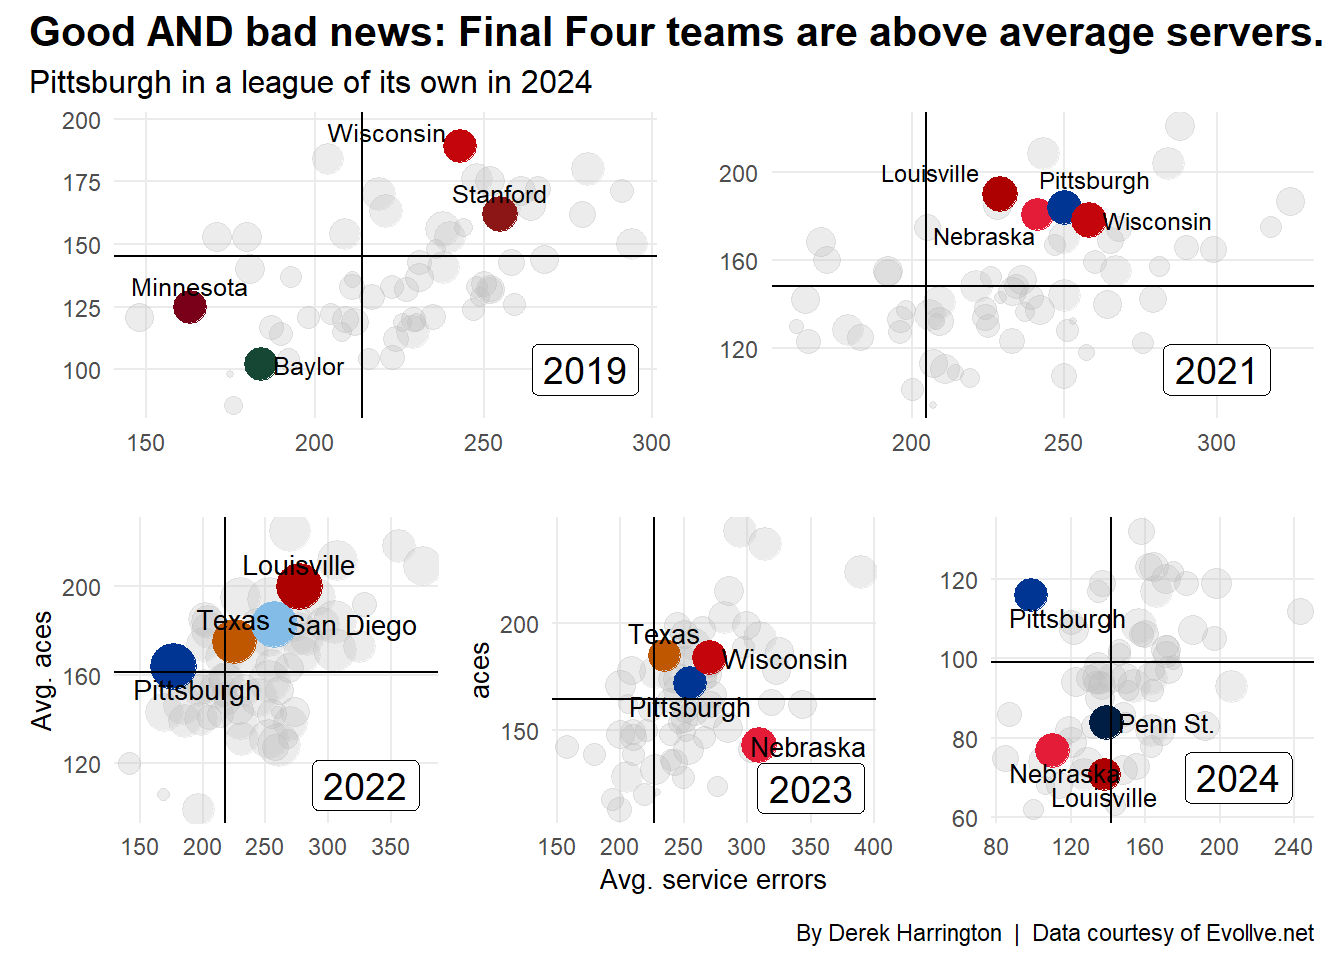 Good AND bad news: Final Four teams are above average servers.
Pittsburgh in a league of its own in 2024
200
175
150
125
100
Wisconsin
Stanford
Minnesota
Baylor
2019
150 200 250 300
200
160
120
Louisville
Pittsburgh
Nebraska
Wisconsin
2021
200 250 300
Avg. aces
200
160
120
Louisville
Texas
San Diego
Pittsburgh
2022
150 200 250 300 350
aces
200
150
Texas
Wisconsin
Pittsburgh
Nebraska
2023
150 200 250 300 350 400
Avg. service errors
120
100
80
60
Pittsburgh
Penn St.
Nebraska
Louisville
2024
80 120 160 200 240
By Derek Harrington | Data courtesy of Evollve.net